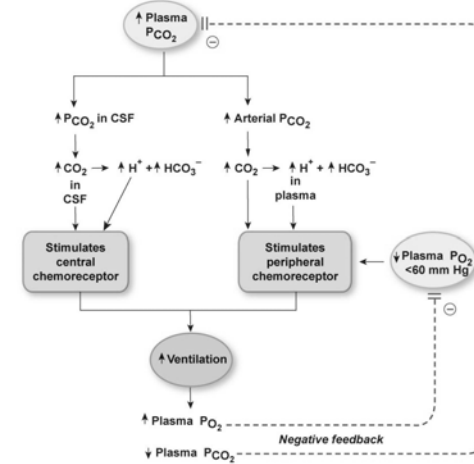 ↑ Plasma
PCO₂
⊖
↑ PCO₂ in CSF
↑ Arterial PCO₂
↑ CO₂ → ↑ H⁺ + ↑ HCO₃⁻
in
CSF
↑ CO₂ → ↑ H⁺ + ↑ HCO₃⁻
in
plasma
Stimulates
central
chemoreceptor
Stimulates
peripheral
chemoreceptor
↓ Plasma PO₂
<60 mm Hg
⊖
↑ Ventilation
↑ Plasma PO₂
Negative feedback
↓ Plasma PCO₂